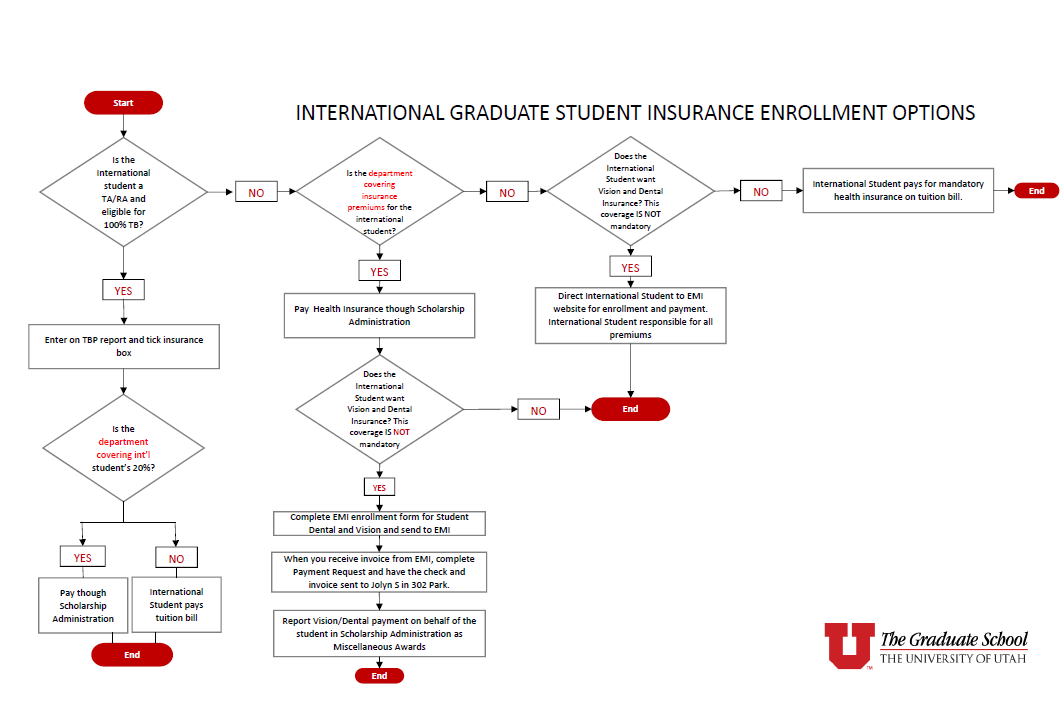 Start
INTERNATIONAL GRADUATE STUDENT INSURANCE ENROLLMENT OPTIONS
Is the
International
student a
TA/RA and
eligible for
100% TB?
NO
Is the department
covering
insurance
premiums for the
international
student?
NO
Does the
International
Student want
Vision and Dental
Insurance? This
coverage IS NOT
mandatory
NO
International Student pays for mandatory
health insurance on tuition bill.
End
YES
Enter on TBP report and tick insurance
box
Is the
department
covering int'l
student's 20%?
YES
Pay though
Scholarship
Administration
NO
International
Student pays
tuition bill
End
YES
Pay Health Insurance though Scholarship
Administration
Does the
International
Student want
Vision and Dental
Insurance? This
coverage IS NOT
mandatory
NO
End
YES
Complete EMI enrollment form for Student
Dental and Vision and send to EMI
When you receive invoice from EMI, complete
Payment Request and have the check and
invoice sent to Jolyn S in 302 Park.
Report Vision/Dental payment on behalf of the
student in Scholarship Administration as
Miscellaneous Awards
End
YES
Direct International Student to EMI
website for enrollment and payment.
International Student responsible for all
premiums
U
TM
The Graduate School
THE UNIVERSITY OF UTAH